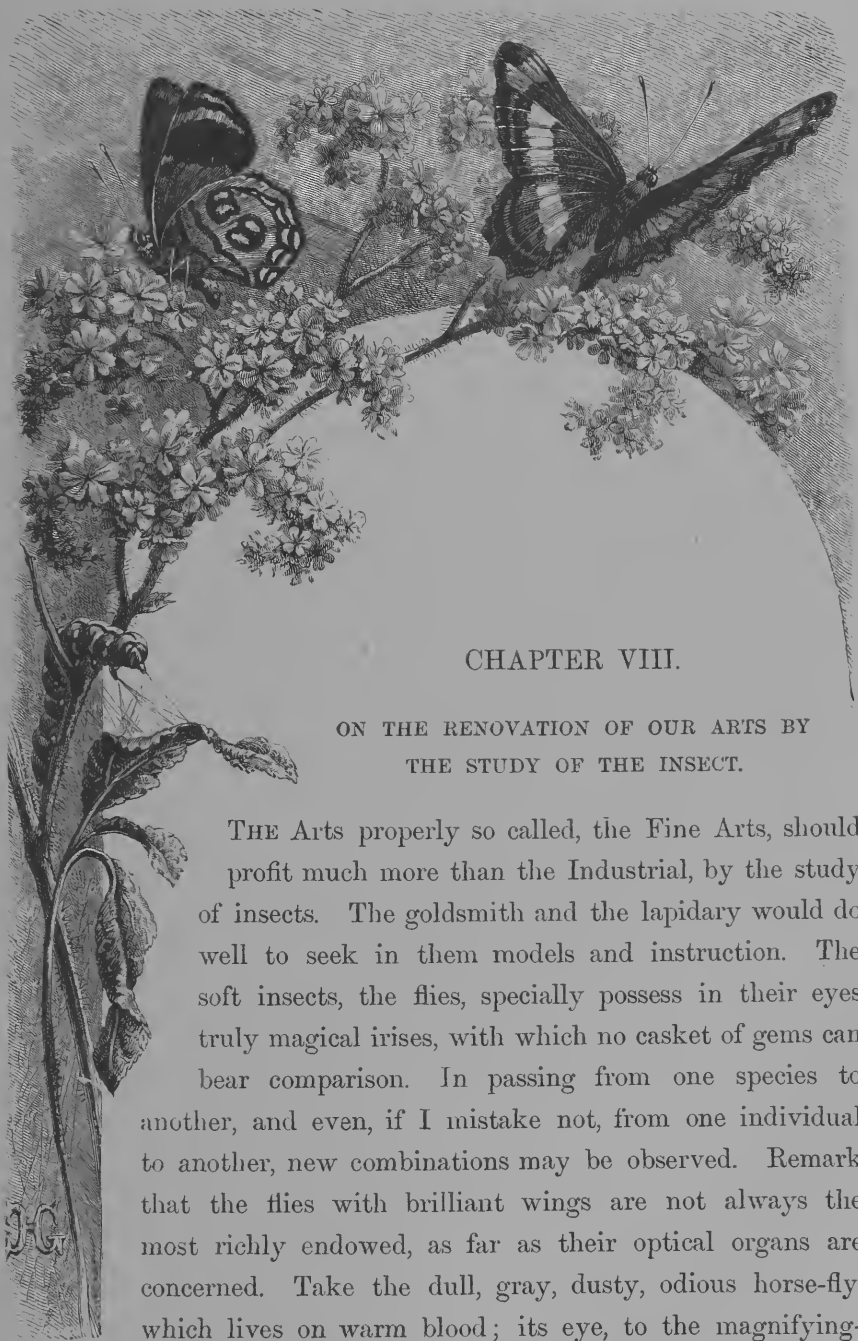 CHAPTER VIII.
ON THE RENOVATION OF OUR ARTS BY
THE STUDY OF THE INSECT.
THE Arts properly so called, the Fine Arts, should
profit much more than the Industrial, by the study
of insects. The goldsmith and the lapidary would do
well to seek in them models and instruction. The
soft insects, the flies, specially possess in their eyes
truly magical irises, with which no casket of gems can
bear comparison. In passing from one species to
another, and even, if I mistake not, from one individual
to another, new combinations may be observed. Remark
that the flies with brilliant wings are not always the
most richly endowed, as far as their optical organs are
concerned. Take the dull, gray, dusty, odious horse-fly
which lives on warm blood; its eye, to the magnifying-